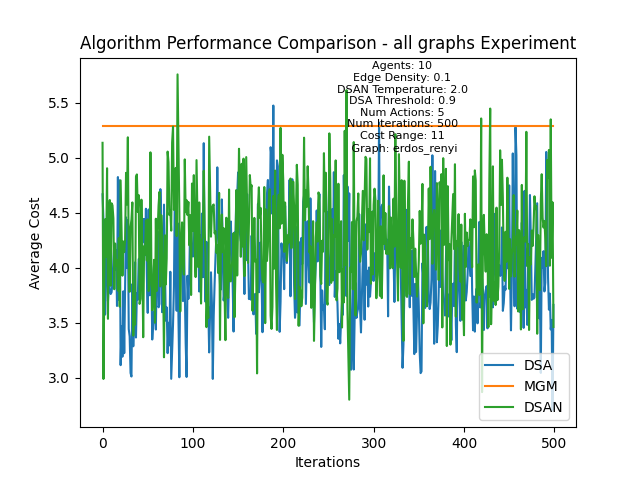 Algorithm Performance Comparison - all graphs Experiment
Agents: 10
Edge Density: 0.1
DSAN Temperature: 2.0
DSA Threshold: 0.9
Num Actions: 5
Num Iterations: 500
Cost Range: 11
Graph: erdos_renyi
5.5
5.0
4.5
4.0
3.5
3.0
Average Cost
DSA
MGM
DSAN
0
100
200
300
400
500
Iterations